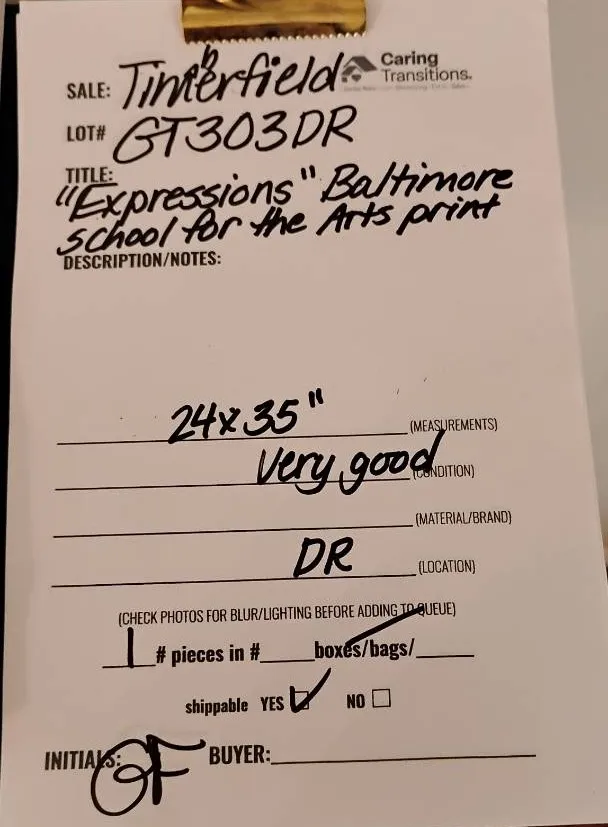 SALE: Timberfield Caring Transitions.
LOT# GT303DR
TITLE:
"Expressions" Baltimore
school for the Arts print
DESCRIPTION/NOTES:
24x35" (MEASUREMENTS)
very good (CONDITION)
(MATERIAL/BRAND)
DR (LOCATION)
(CHECK PHOTOS FOR BLUR/LIGHTING BEFORE ADDING TO QUEUE)
1 # pieces in #_____ boxes/bags/_____
shippable YES ☑ NO ☐
INITIALS: GF BUYER: